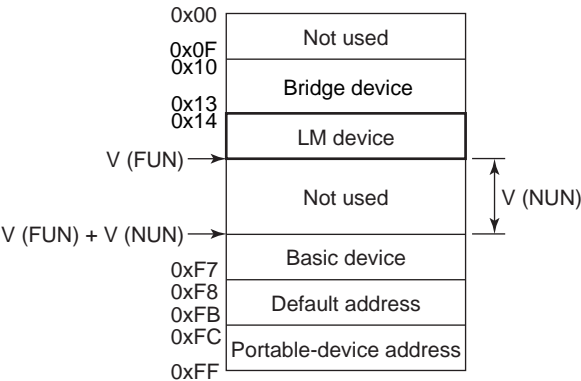 0x00
Not used
0x0F
0x10
Bridge device
0x13
0x14
LM device
V (FUN)
Not used
V (NUN)
V (FUN) + V (NUN)
Basic device
0xF7
0xF8
Default address
0xFB
0xFC
Portable-device address
0xFF